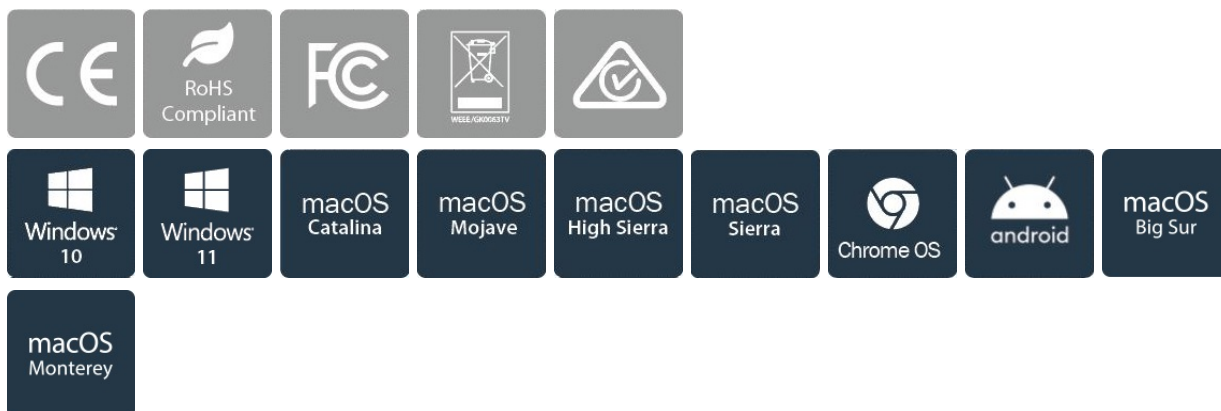 CE
RoHS
Compliant
FC
WEEE/GK0063TV
Windows
10
Windows
11
macOS
Catalina
macOS
Mojave
macOS
High Sierra
macOS
Sierra
Chrome OS
android
macOS
Big Sur
macOS
Monterey